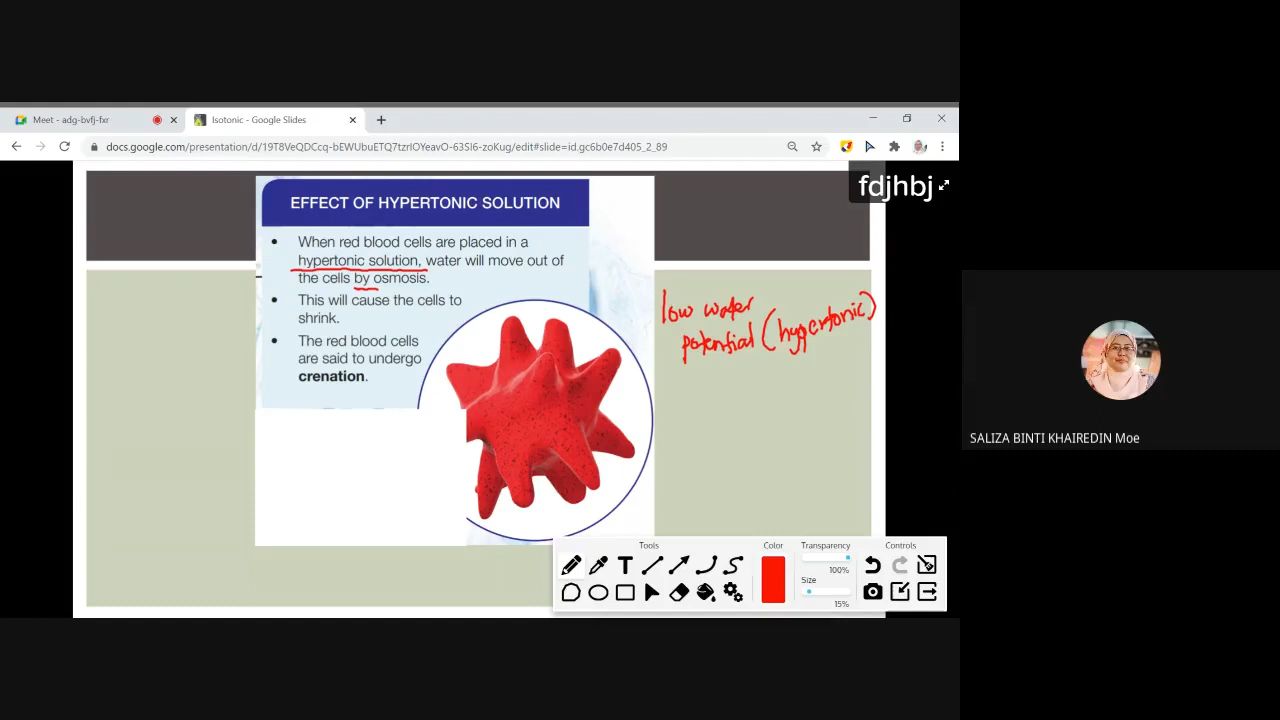 Meet - adg-bvfj-fxr
Isotonic - Google Slides
docs.google.com/presentation/d/19T8VeQDCcq-bEWUbuETQ7tzrIOYeavO-63SI6-zoKug/edit#slide=id.gc6b0e7d405_2_89
fdjhbj
EFFECT OF HYPERTONIC SOLUTION
• When red blood cells are placed in a
hypertonic solution, water will move out of
the cells by osmosis.
• This will cause the cells to
shrink.
• The red blood cells
are said to undergo
crenation.
low water
potential (hypertonic)
SALIZA BINTI KHAIREDIN Moe
Tools
Color
Transparency
Controls
100%
Size
15%